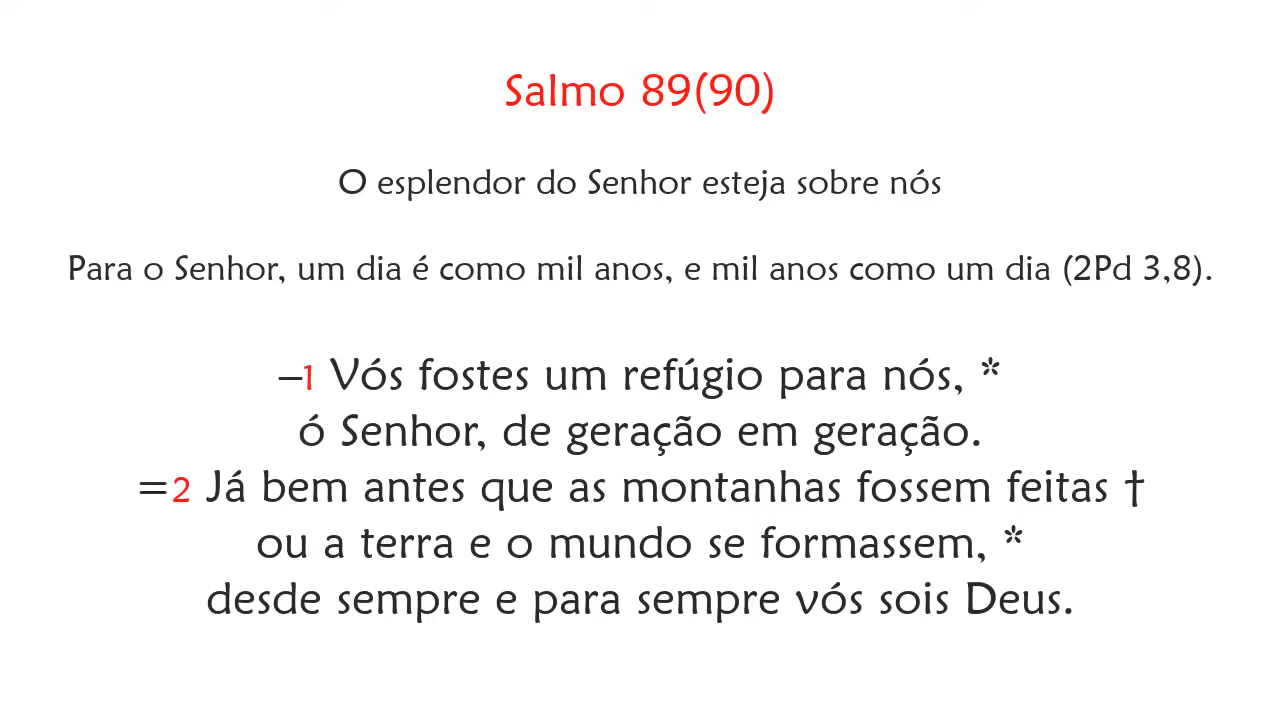 Salmo 89(90)
O esplendor do Senhor esteja sobre nós
Para o Senhor, um dia é como mil anos, e mil anos como um dia (2Pd 3,8).
–1 Vós fostes um refúgio para nós, *
ó Senhor, de geração em geração.
=2 Já bem antes que as montanhas fossem feitas †
ou a terra e o mundo se formassem, *
desde sempre e para sempre vós sois Deus.